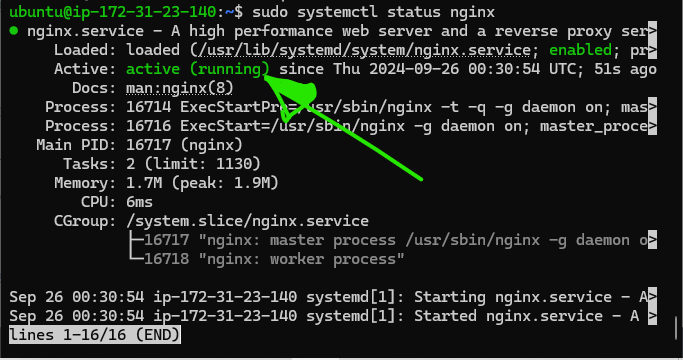 ubuntu@ip-172-31-23-140:~$ sudo systemctl status nginx
● nginx.service - A high performance web server and a reverse proxy ser>
Loaded: loaded (/usr/lib/systemd/system/nginx.service; enabled; pr>
Active: active (running) since Thu 2024-09-26 00:30:54 UTC; 51s ago
Docs: man:nginx(8)
Process: 16714 ExecStartPre=/usr/sbin/nginx -t -q -g daemon on; mas>
Process: 16716 ExecStart=/usr/sbin/nginx -g daemon on; master_proce>
Main PID: 16717 (nginx)
Tasks: 2 (limit: 1130)
Memory: 1.7M (peak: 1.9M)
CPU: 6ms
CGroup: /system.slice/nginx.service
├─16717 "nginx: master process /usr/sbin/nginx -g daemon o>
└─16718 "nginx: worker process"
Sep 26 00:30:54 ip-172-31-23-140 systemd[1]: Starting nginx.service - A>
Sep 26 00:30:54 ip-172-31-23-140 systemd[1]: Started nginx.service - A >
lines 1-16/16 (END)